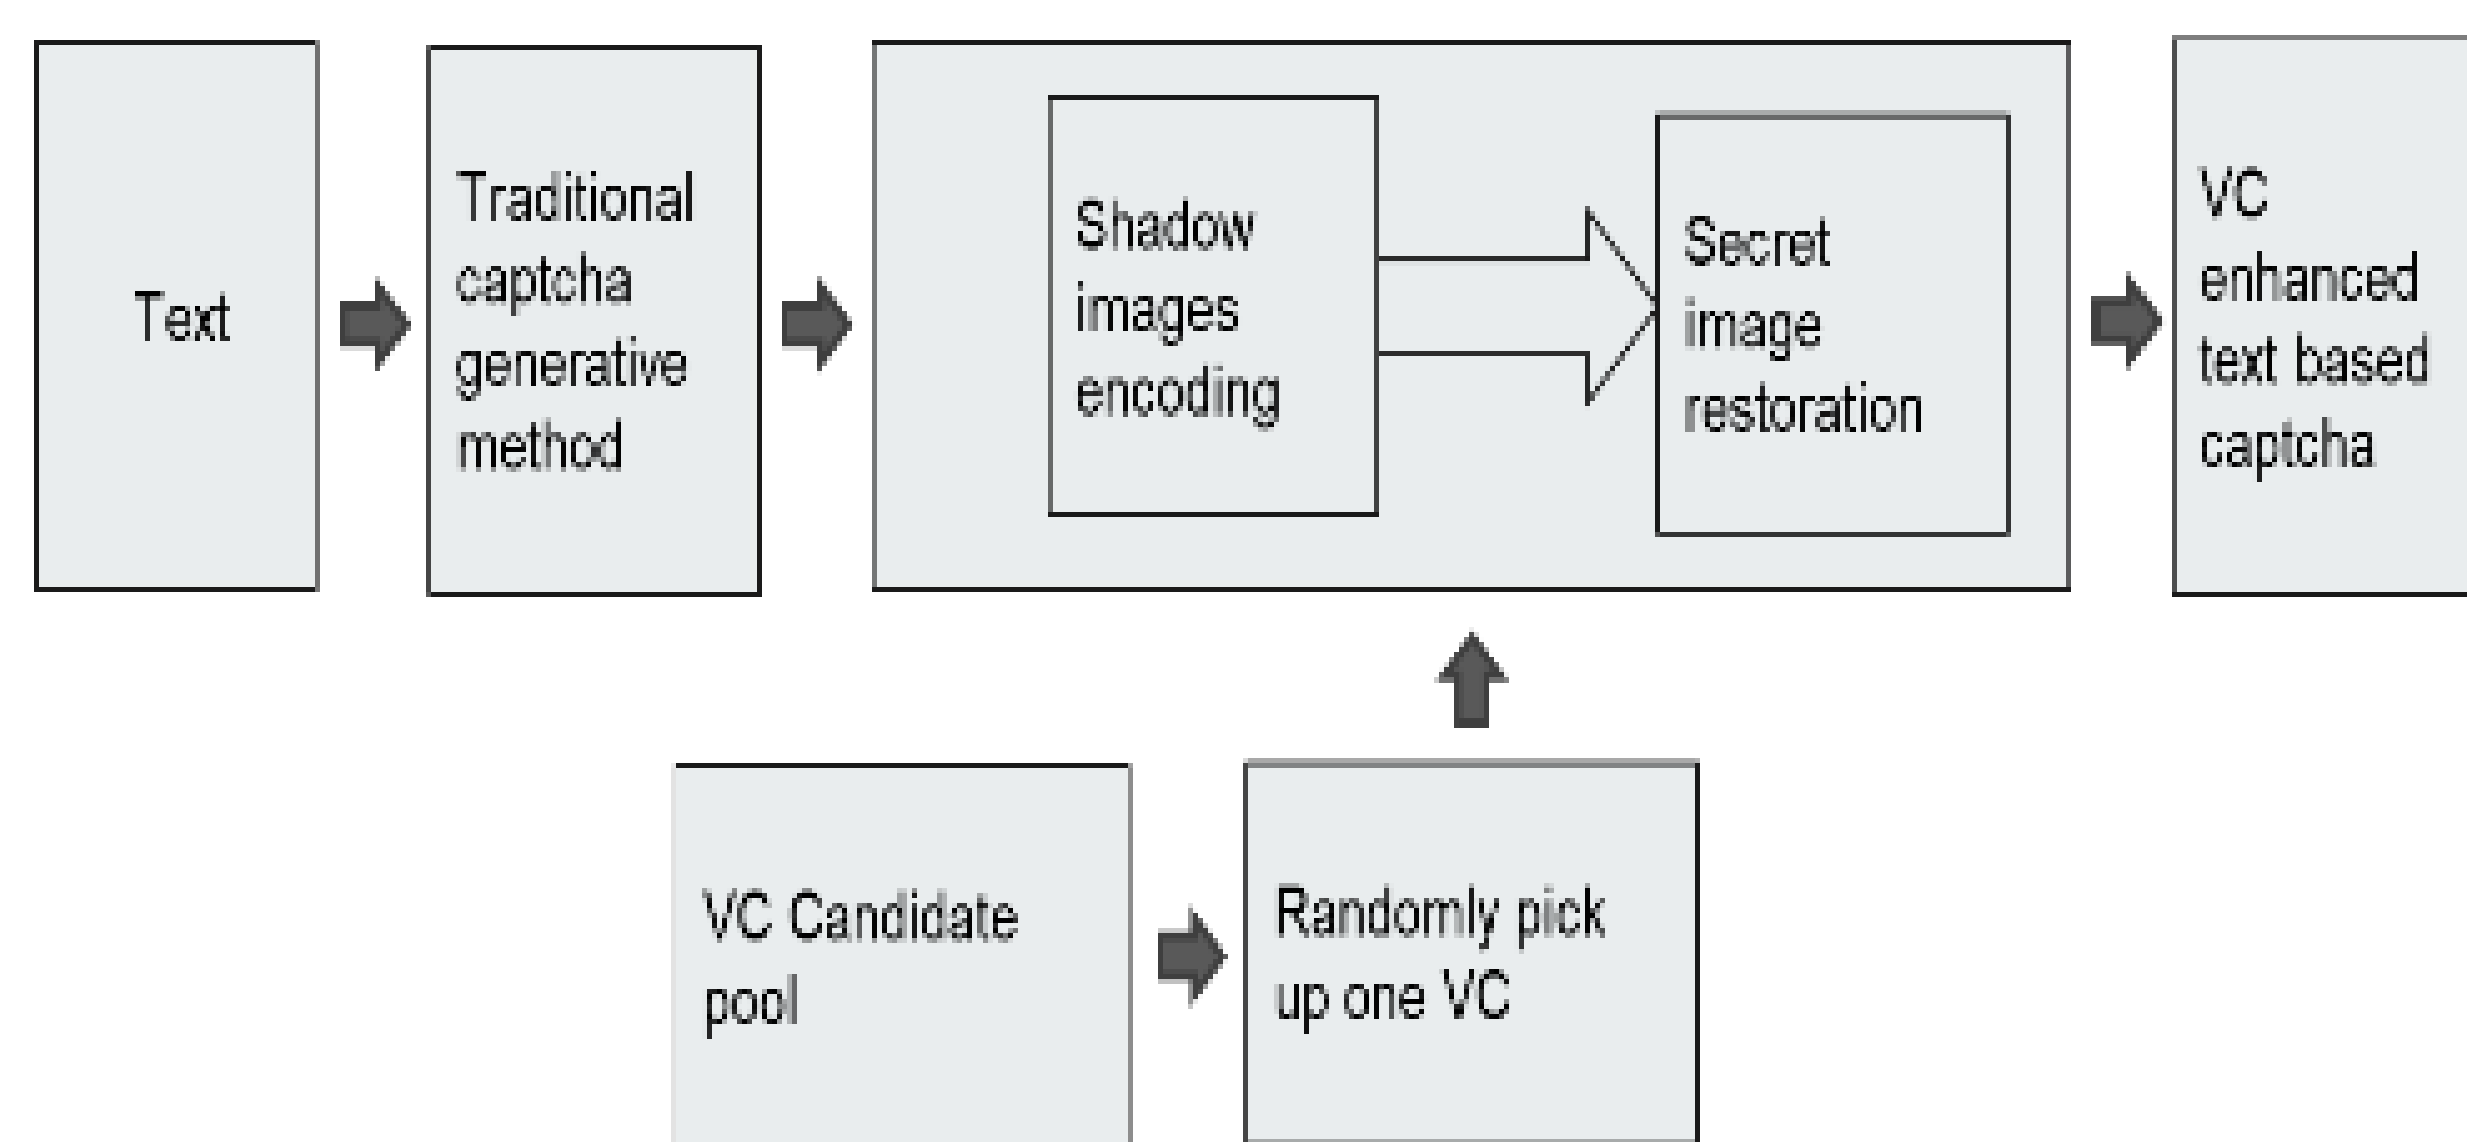 Text
Traditional
captcha
generative
method
Shadow
images
encoding
Secret
image
restoration
VC
enhanced
text based
captcha
VC Candidate
pool
Randomly pick
up one VC